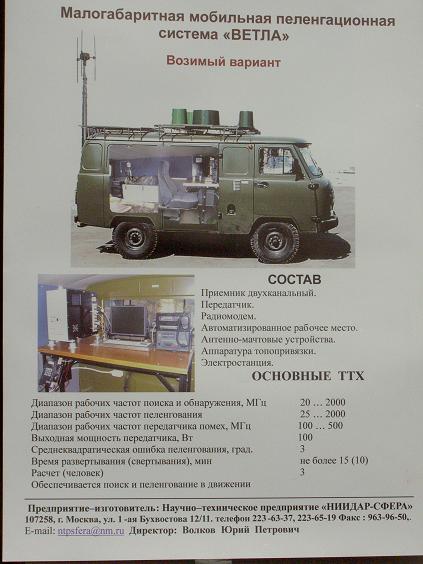 Малогабаритная мобильная пеленгационная
система «ВЕТЛА»
Возимый вариант
СОСТАВ
Приемник двухканальный.
Передатчик.
Радиомодем.
Автоматизированное рабочее место.
Антенно-мачтовые устройства.
Аппаратура топопривязки.
Электростанция.
ОСНОВНЫЕ ТТХ
Диапазон рабочих частот поиска и обнаружения, МГц 20 … 2000
Диапазон рабочих частот пеленгования 25 … 2000
Диапазон рабочих частот передатчика помех, МГц 100 … 500
Выходная мощность передатчика, Вт 100
Среднеквадратическая ошибка пеленгования, град. 3
Время развертывания (свертывания), мин не более 15 (10)
Расчет (человек) 3
Обеспечивается поиск и пеленгование в движении
Предприятие–изготовитель: Научно–техническое предприятие «НИИДАР-СФЕРА»
107258, г. Москва, ул. 1 -ая Бухвостова 12/11. телефон 223 -63-37, 223-65-19 Факс : 963-96-50,.
E-mail: ntpsfera@nm.ru Директор: Волков Юрий Петрович